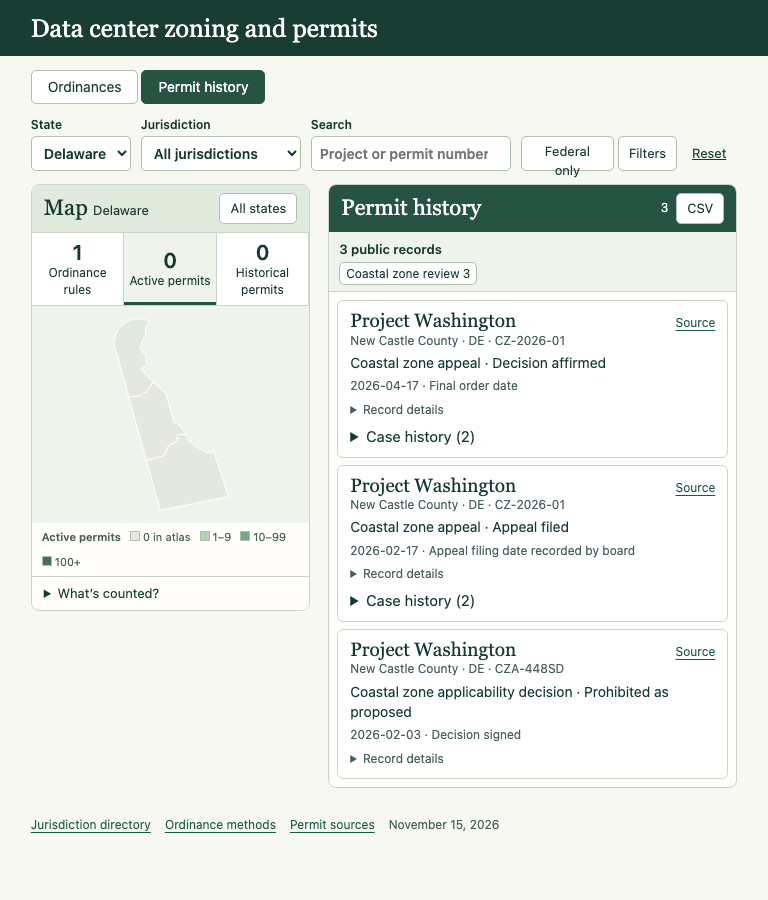 Data center zoning and permits
Ordinances
Permit history
State
Jurisdiction
Search
Delaware
All jurisdictions
Project or permit number
Federal only
Filters
Reset
Map Delaware
All states
1
Ordinance rules
0
Active permits
0
Historical permits
Active permits
0 in atlas
1–9
10–99
100+
What's counted?
Permit history
3
CSV
3 public records
Coastal zone review 3
Project Washington
Source
New Castle County · DE · CZ-2026-01
Coastal zone appeal · Decision affirmed
2026-04-17 · Final order date
Record details
Case history (2)
Project Washington
Source
New Castle County · DE · CZ-2026-01
Coastal zone appeal · Appeal filed
2026-02-17 · Appeal filing date recorded by board
Record details
Case history (2)
Project Washington
Source
New Castle County · DE · CZA-448SD
Coastal zone applicability decision · Prohibited as
proposed
2026-02-03 · Decision signed
Record details
Jurisdiction directory
Ordinance methods
Permit sources
November 15, 2026